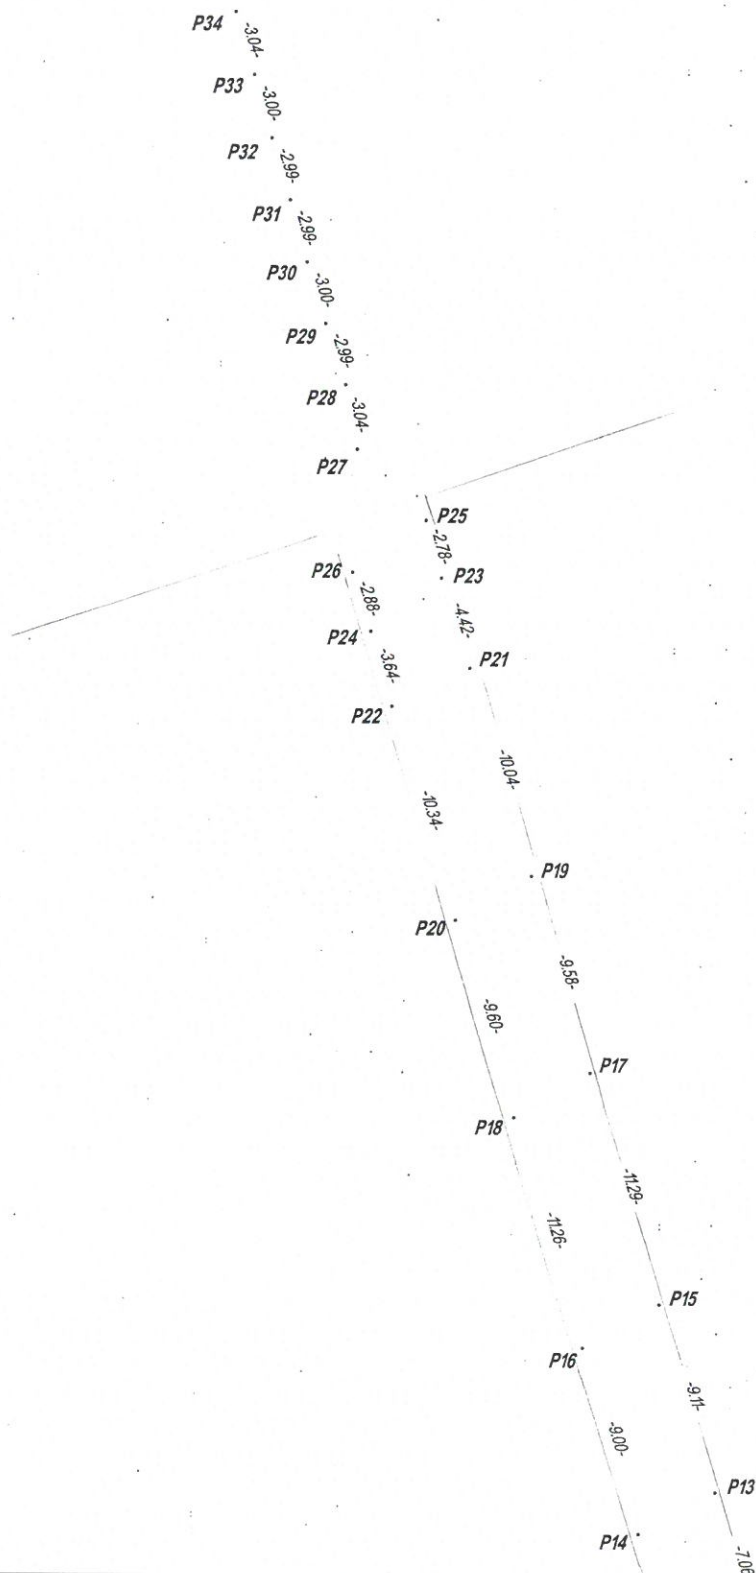 P34
-3.04-
P33
-3.00-
P32
-2.99-
P31
-2.99-
P30
-3.00-
P29
-2.99-
P28
-3.04-
P27
P25
-2.78-
P26
P23
-2.88-
-4.42-
P24
P21
-3.64-
P22
-10.04-
-10.34-
P19
P20
-9.58-
-9.60-
P17
P18
-11.29-
-11.26-
P15
P16
-9.11-
-9.00-
P13
P14
-7.06